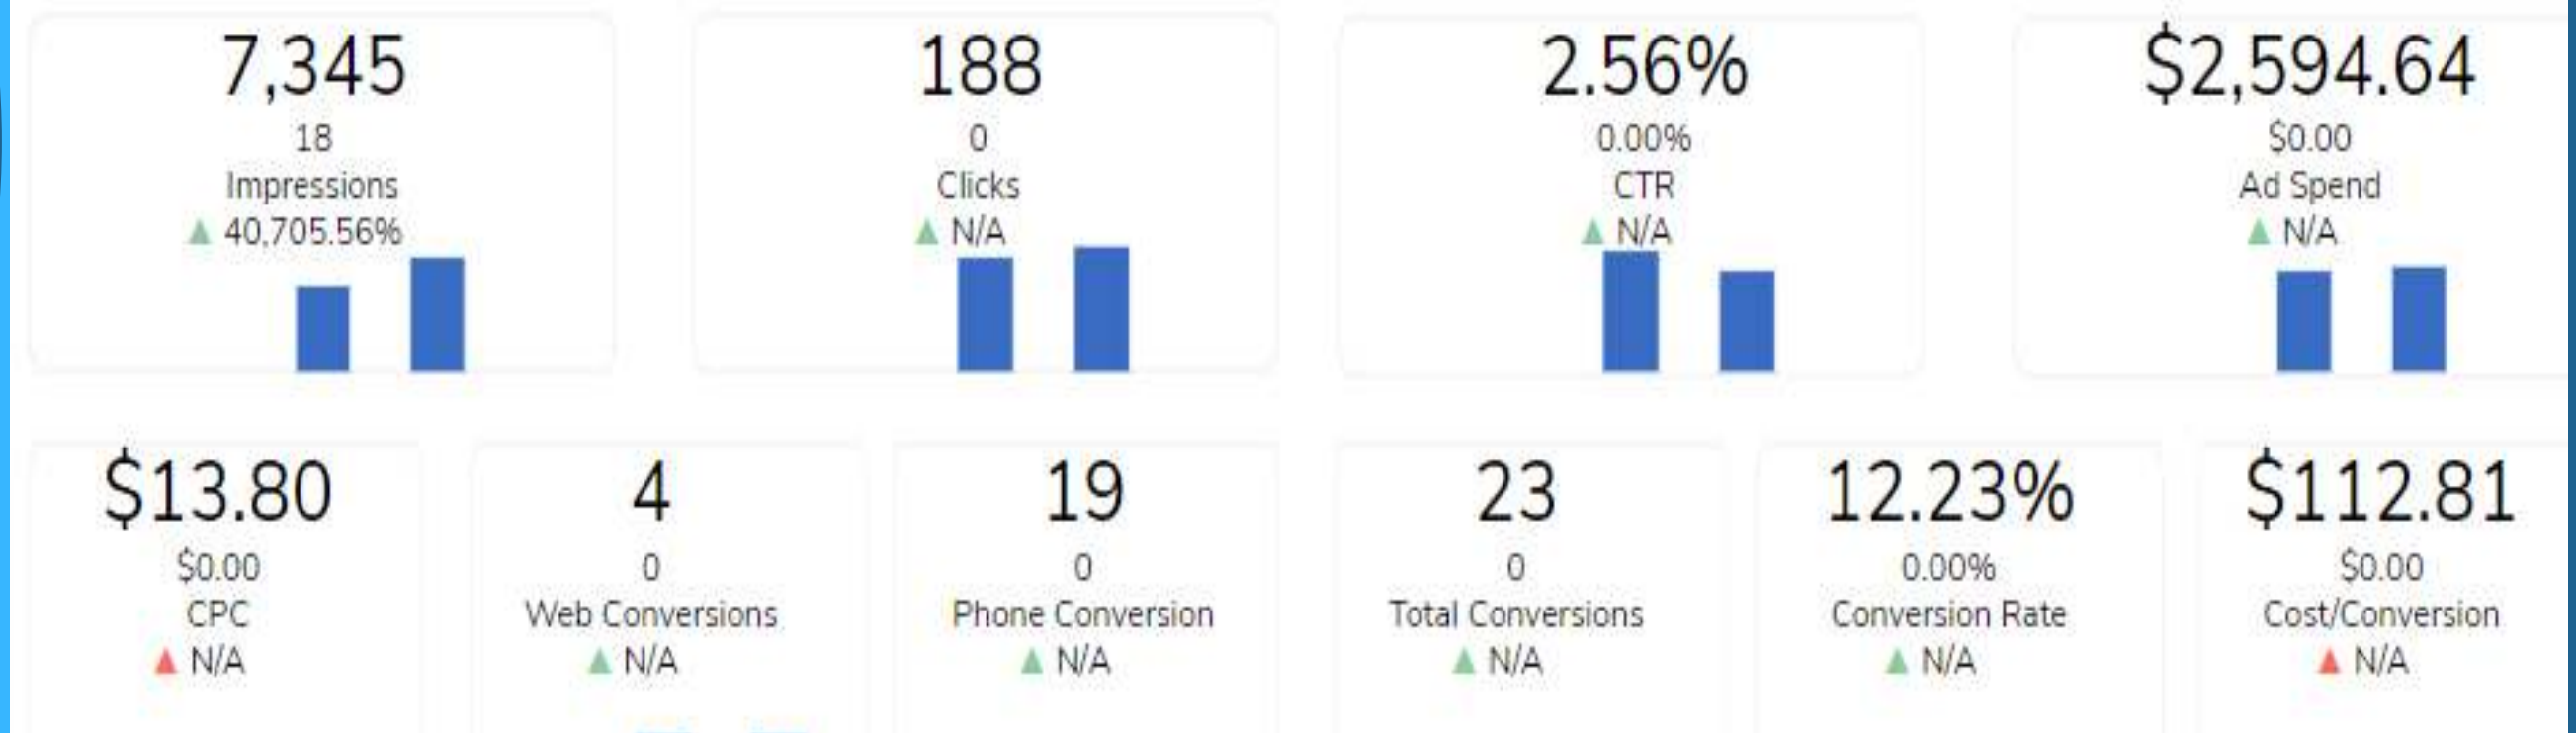 7,345
18
Impressions
▲ 40,705.56%
188
0
Clicks
▲ N/A
2.56%
0.00%
CTR
▲ N/A
$2,594.64
$0.00
Ad Spend
▲ N/A
$13.80
$0.00
CPC
▲ N/A
4
0
Web Conversions
▲ N/A
19
0
Phone Conversion
▲ N/A
23
0
Total Conversions
▲ N/A
12.23%
0.00%
Conversion Rate
▲ N/A
$112.81
$0.00
Cost/Conversion
▲ N/A